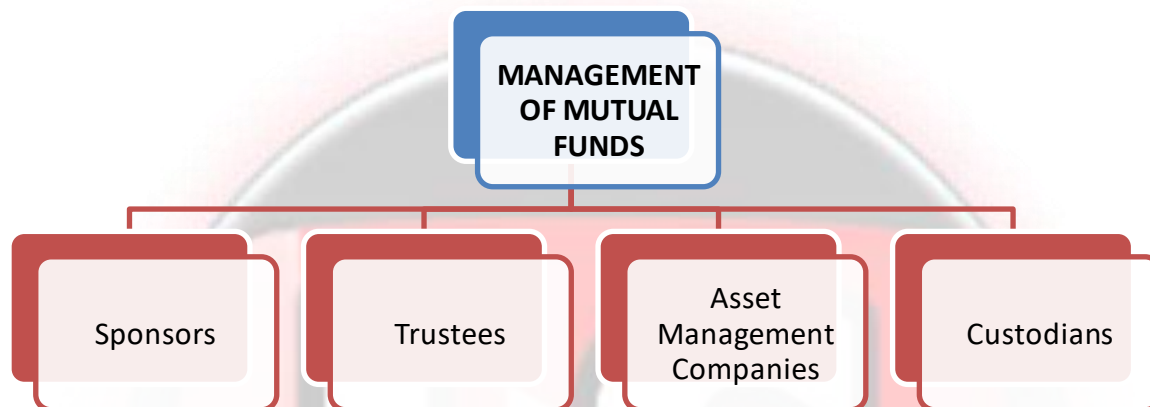 MANAGEMENT
OF MUTUAL
FUNDS
Sponsors
Trustees
Asset
Management
Companies
Custodians